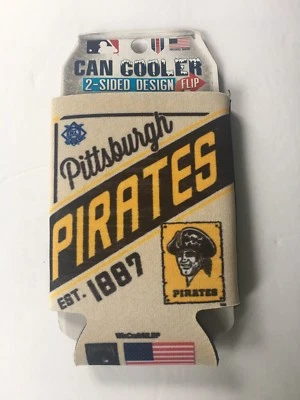 CAN COOLER
2-SIDED DESIGN FLIP
Pittsburgh
PIRATES
EST. 1887
PIRATES